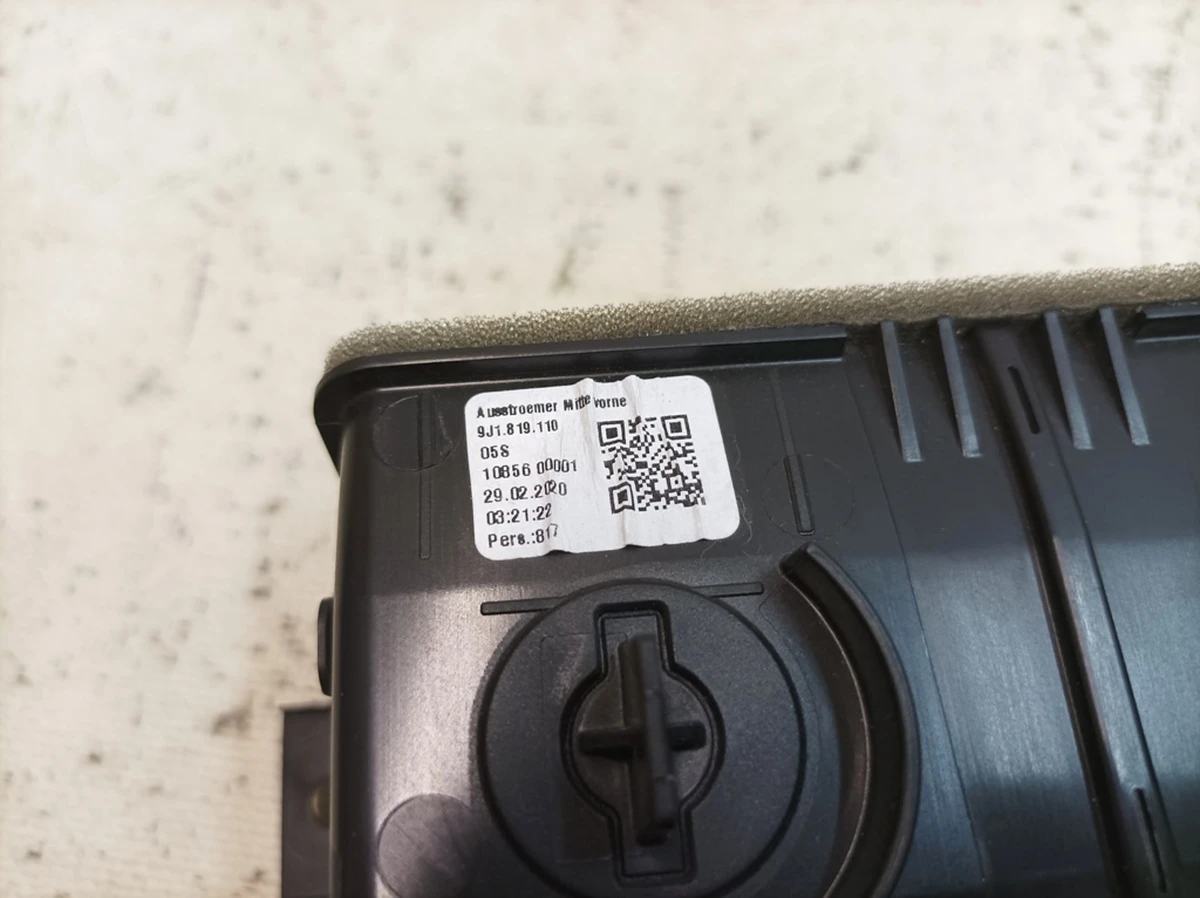 Ausstroemer Mitte vorne
9J1.819.110
05S
10856 00001
29.02.2020
03:21:22
Pers.:817